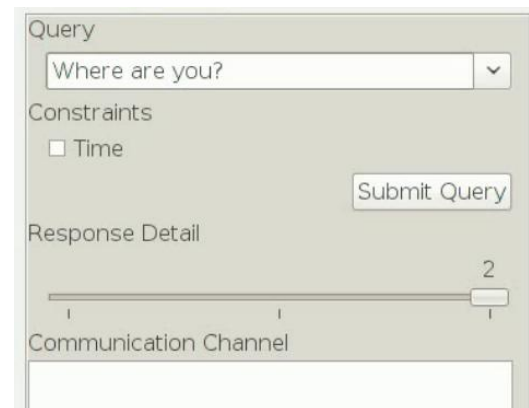 Query
Where are you?
Constraints
Time
Submit Query
Response Detail
2
Communication Channel